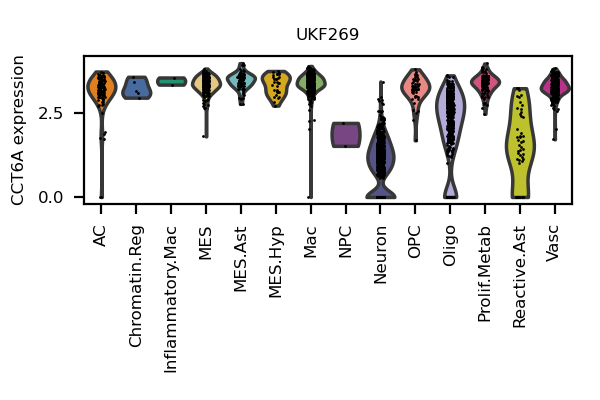 UKF269
CCT6A expression
2.5
0.0
AC
Chromatin.Reg
Inflammatory.Mac
MES
MES.Ast
MES.Hyp
Mac
NPC
Neuron
OPC
Oligo
Prolif.Metab
Reactive.Ast
Vasc